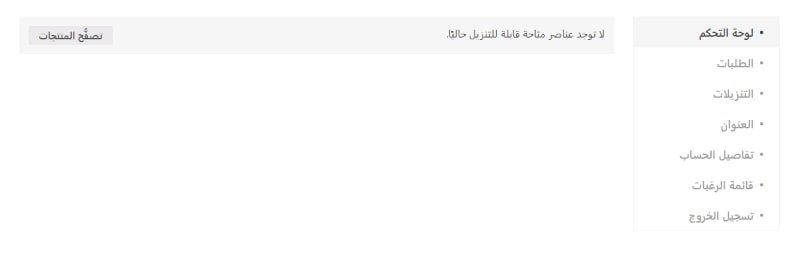 لوحة التحكم
الطلبات
التنزيلات
العنوان
تفاصيل الحساب
قائمة الرغبات
تسجيل الخروج
لا توجد عناصر متاحة قابلة للتنزيل حاليًا.
تصفَّح المنتجات